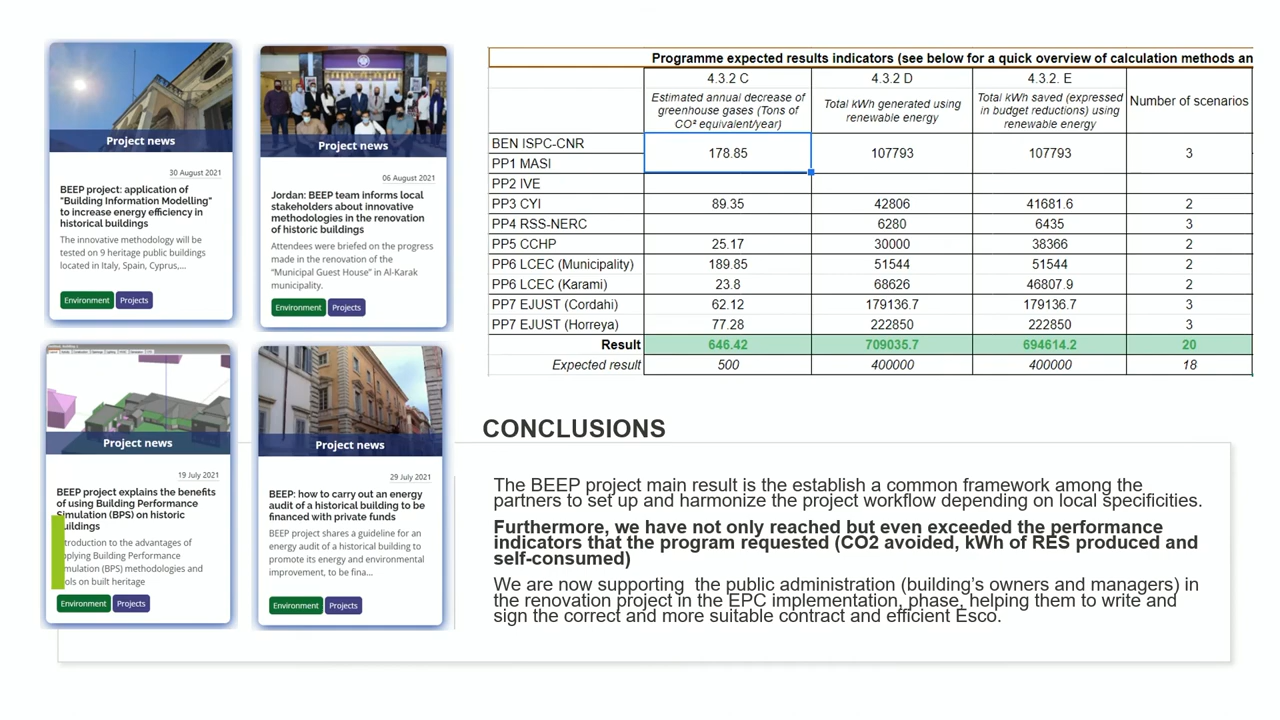 Project news
30 August 2021
BEEP project: application of
"Building Information Modelling"
to increase energy efficiency in
historical buildings
The innovative methodology will be
tested on 9 heritage public buildings
located in Italy, Spain, Cyprus,...
Environment Projects
Project news
06 August 2021
Jordan: BEEP team informs local
stakeholders about innovative
methodologies in the renovation
of historic buildings
Attendees were briefed on the progress
made in the renovation of the
"Municipal Guest House" in Al-Karak
municipality.
Environment Projects
Project news
19 July 2021
BEEP project explains the benefits
of using Building Performance
Simulation (BPS) on historic
buildings
ntroduction to the advantages of
pplying Building Performance
mulation (BPS) methodologies and
ols on built heritage
Environment Projects
Project news
29 July 2021
BEEP: how to carry out an energy
audit of a historical building to be
financed with private funds
BEEP project shares a guideline for an
energy audit of a historical building to
promote its energy and environmental
improvement, to be fina...
Environment Projects
Programme expected results indicators (see below for a quick overview of calculation methods an
4.3.2 C 4.3.2 D 4.3.2. E
Estimated annual decrease of greenhouse gases (Tons of CO² equivalent/year) Total kWh generated using renewable energy Total kWh saved (expressed in budget reductions) using renewable energy Number of scenarios
BEN ISPC-CNR 178.85 107793 107793 3
PP1 MASI
PP2 IVE
PP3 CYI 89.35 42806 41681.6 2
PP4 RSS-NERC 6280 6435 3
PP5 CCHP 25.17 30000 38366 2
PP6 LCEC (Municipality) 189.85 51544 51544 2
PP6 LCEC (Karami) 23.8 68626 46807.9 2
PP7 EJUST (Cordahi) 62.12 179136.7 179136.7 3
PP7 EJUST (Horreya) 77.28 222850 222850 3
Result 646.42 709035.7 694614.2 20
Expected result 500 400000 400000 18
CONCLUSIONS
The BEEP project main result is the establish a common framework among the
partners to set up and harmonize the project workflow depending on local specificities.
Furthermore, we have not only reached but even exceeded the performance
indicators that the program requested (CO2 avoided, kWh of RES produced and
self-consumed)
We are now supporting the public administration (building's owners and managers) in
the renovation project in the EPC implementation, phase, helping them to write and
sign the correct and more suitable contract and efficient Esco.